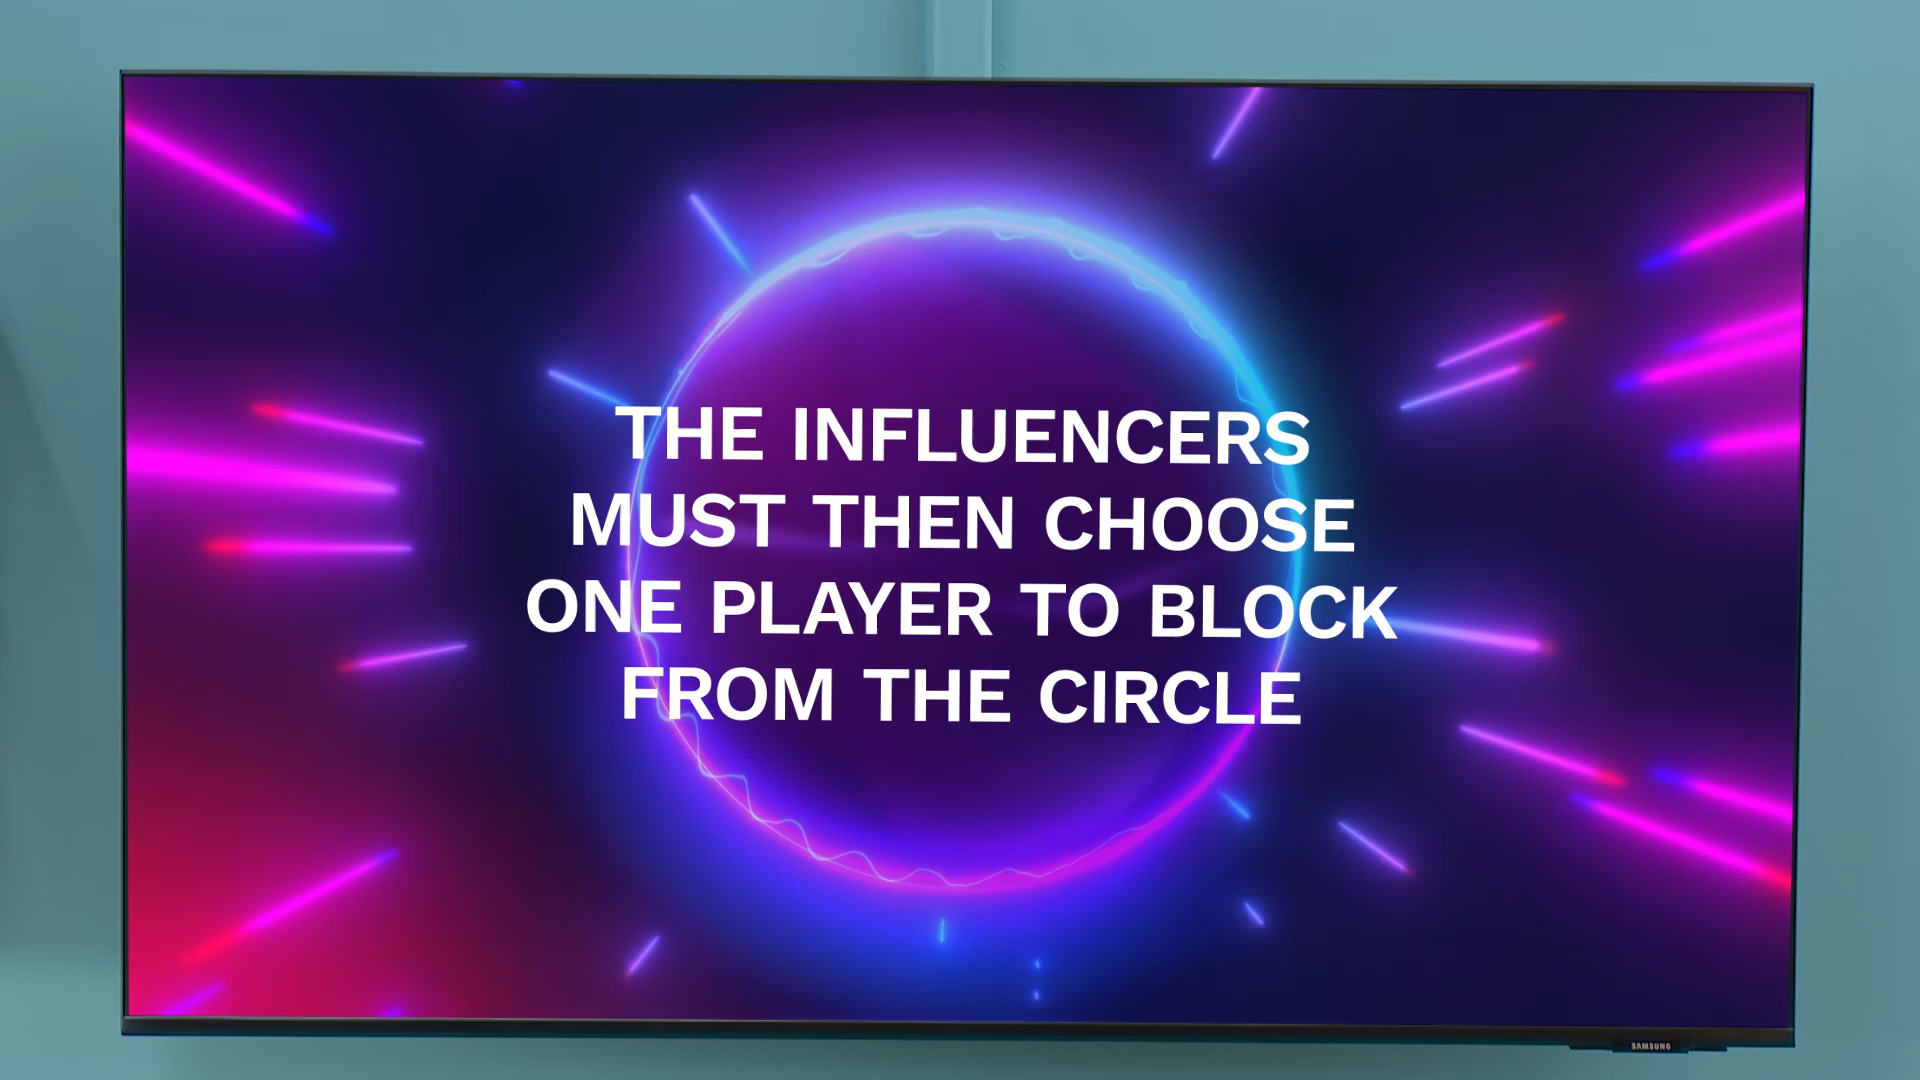 THE INFLUENCERS
MUST THEN CHOOSE
ONE PLAYER TO BLOCK
FROM THE CIRCLE
SAMSUNG